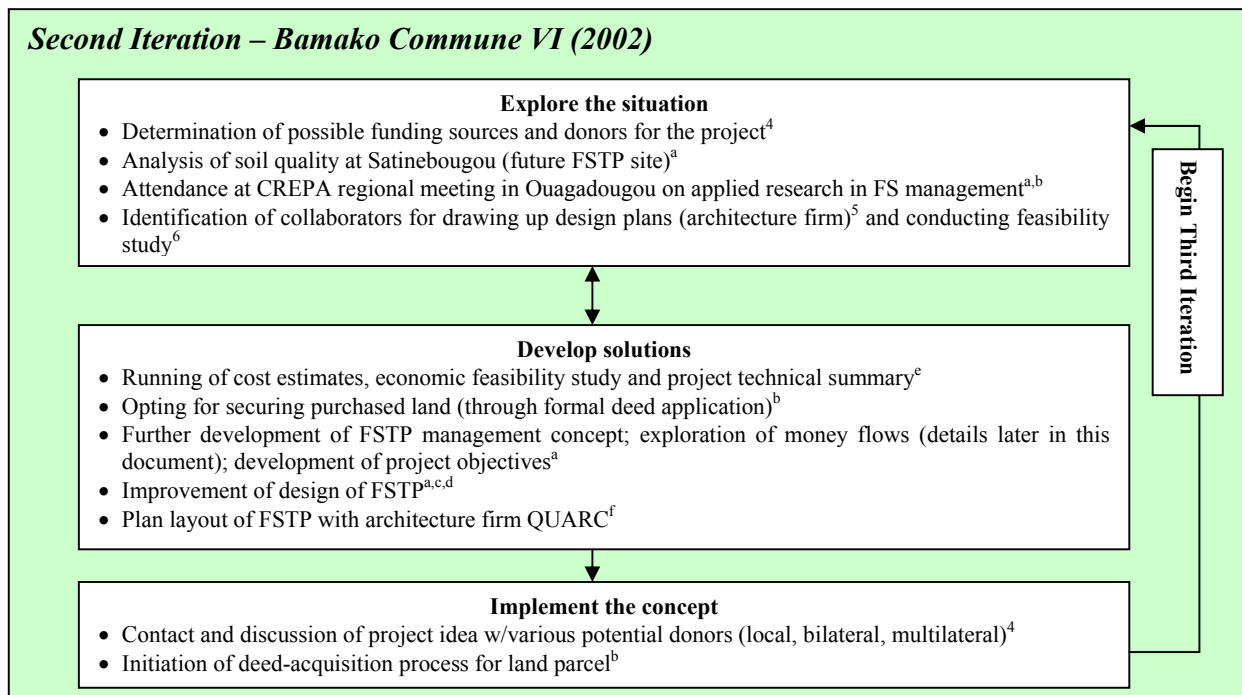 Second Iteration – Bamako Commune VI (2002)
Explore the situation
• Determination of possible funding sources and donors for the project4
• Analysis of soil quality at Satinebougou (future FSTP site)a
• Attendance at CREPA regional meeting in Ouagadougou on applied research in FS managementa,b
• Identification of collaborators for drawing up design plans (architecture firm)5 and conducting feasibility
study6
Develop solutions
• Running of cost estimates, economic feasibility study and project technical summarye
• Opting for securing purchased land (through formal deed application)b
• Further development of FSTP management concept; exploration of money flows (details later in this
document); development of project objectivesa
• Improvement of design of FSTPa,c,d
• Plan layout of FSTP with architecture firm QUARCf
Implement the concept
• Contact and discussion of project idea w/various potential donors (local, bilateral, multilateral)4
• Initiation of deed-acquisition process for land parcelb
Begin Third Iteration